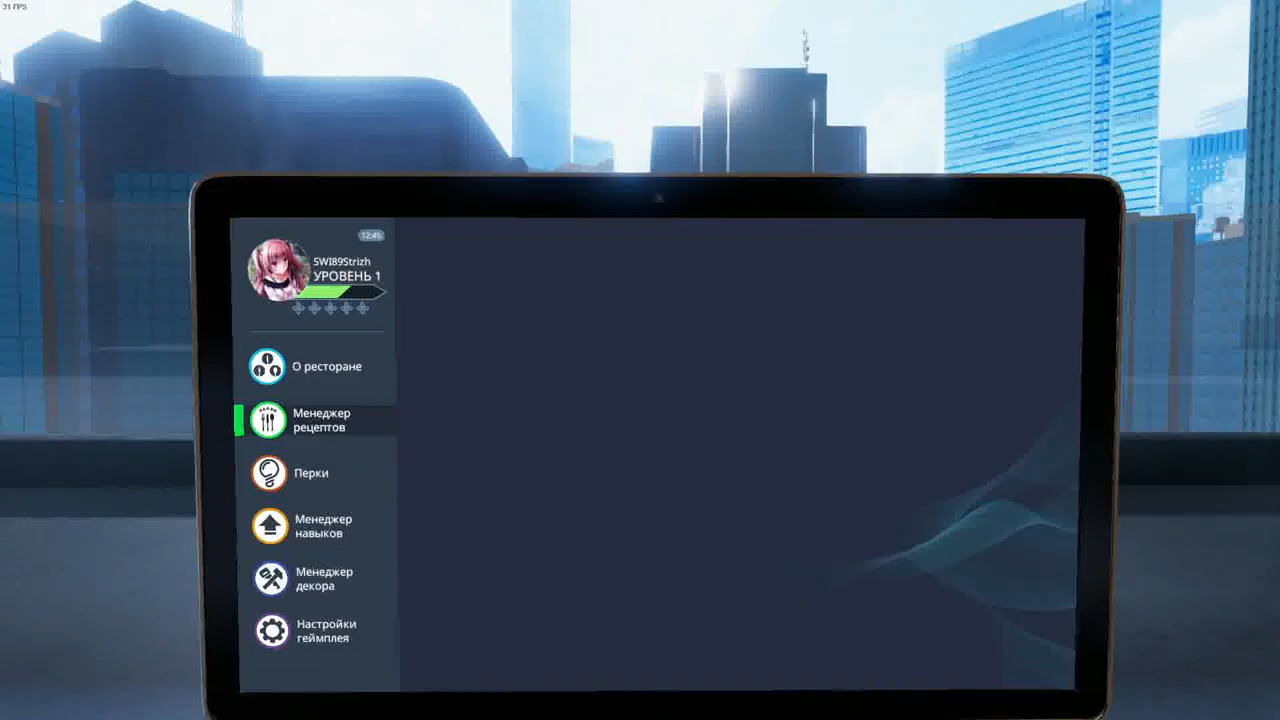 31 FPS
12:45
SWI89Strizh
УРОВЕНЬ 1
О ресторане
Менеджер
рецептов
Перки
Менеджер
навыков
Менеджер
декора
Настройки
геймплея